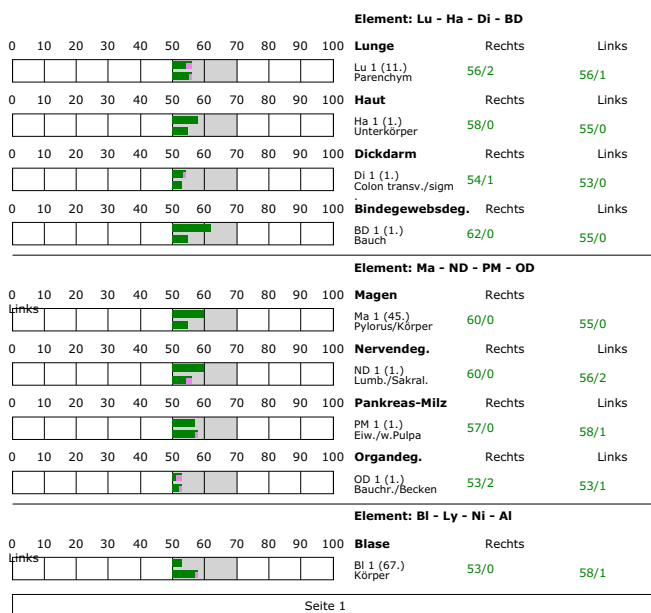 Element: Lu - Ha - Di - BD
0 10 20 30 40 50 60 70 80 90 100 Lunge Rechts Links
Lu 1 (11.) 56/2 56/1
Parenchym
0 10 20 30 40 50 60 70 80 90 100 Haut Rechts Links
Ha 1 (1.) 58/0 55/0
Unterkörper
0 10 20 30 40 50 60 70 80 90 100 Dickdarm Rechts Links
Di 1 (1.) 54/1 53/0
Colon transv./sigm
.
0 10 20 30 40 50 60 70 80 90 100 Bindegewebsdeg. Rechts Links
BD 1 (1.) 62/0 55/0
Bauch
Element: Ma - ND - PM - OD
0 10 20 30 40 50 60 70 80 90 100 Magen Rechts
Links
Ma 1 (45.) 60/0 55/0
Pylorus/Körper
0 10 20 30 40 50 60 70 80 90 100 Nervendeg. Rechts Links
ND 1 (1.) 60/0 56/2
Lumb./Sakral.
0 10 20 30 40 50 60 70 80 90 100 Pankreas-Milz Rechts Links
PM 1 (1.) 57/0 58/1
Eiw./w.Pulpa
0 10 20 30 40 50 60 70 80 90 100 Organdeg. Rechts Links
OD 1 (1.) 53/2 53/1
Bauchr./Becken
Element: Bl - Ly - Ni - Al
0 10 20 30 40 50 60 70 80 90 100 Blase Rechts
Links
Bl 1 (67.) 53/0 58/1
Körper
Seite 1